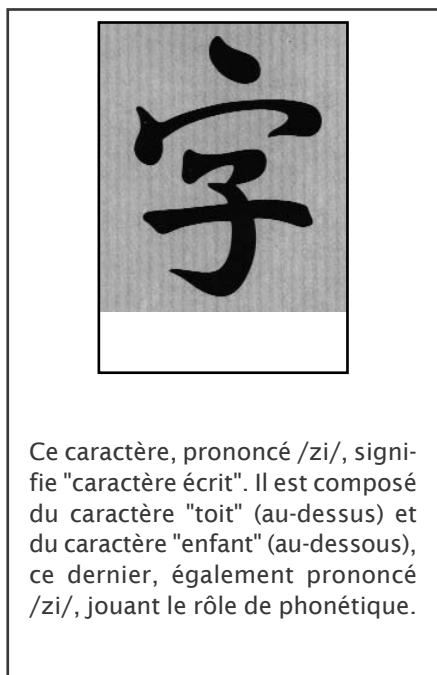 字
Ce caractère, prononcé /zi/, signi-
fie "caractère écrit". Il est composé
du caractère "toit" (au-dessus) et
du caractère "enfant" (au-dessous),
ce dernier, également prononcé
/zi/, jouant le rôle de phonétique.